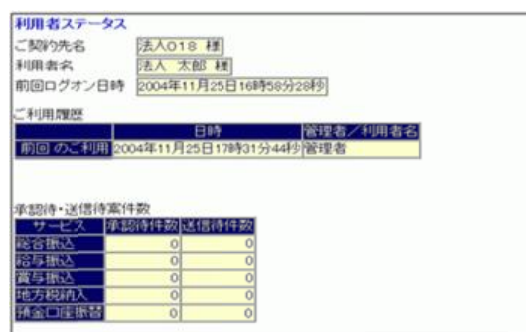 利用者ステータス
ご契約先名 法人018 様
利用者名 法人 太郎 様
前回ログオン日時 2004年11月25日16時58分28秒
ご利用履歴
日時 管理者/利用者名
前回 のご利用 2004年11月25日17時31分44秒 管理者
承認待・送信待案件数
サービス 承認待件数 送信待件数
総合振込 0 0
給与振込 0 0
賞与振込 0 0
地方税納入 0 0
預金口座振替 0 0